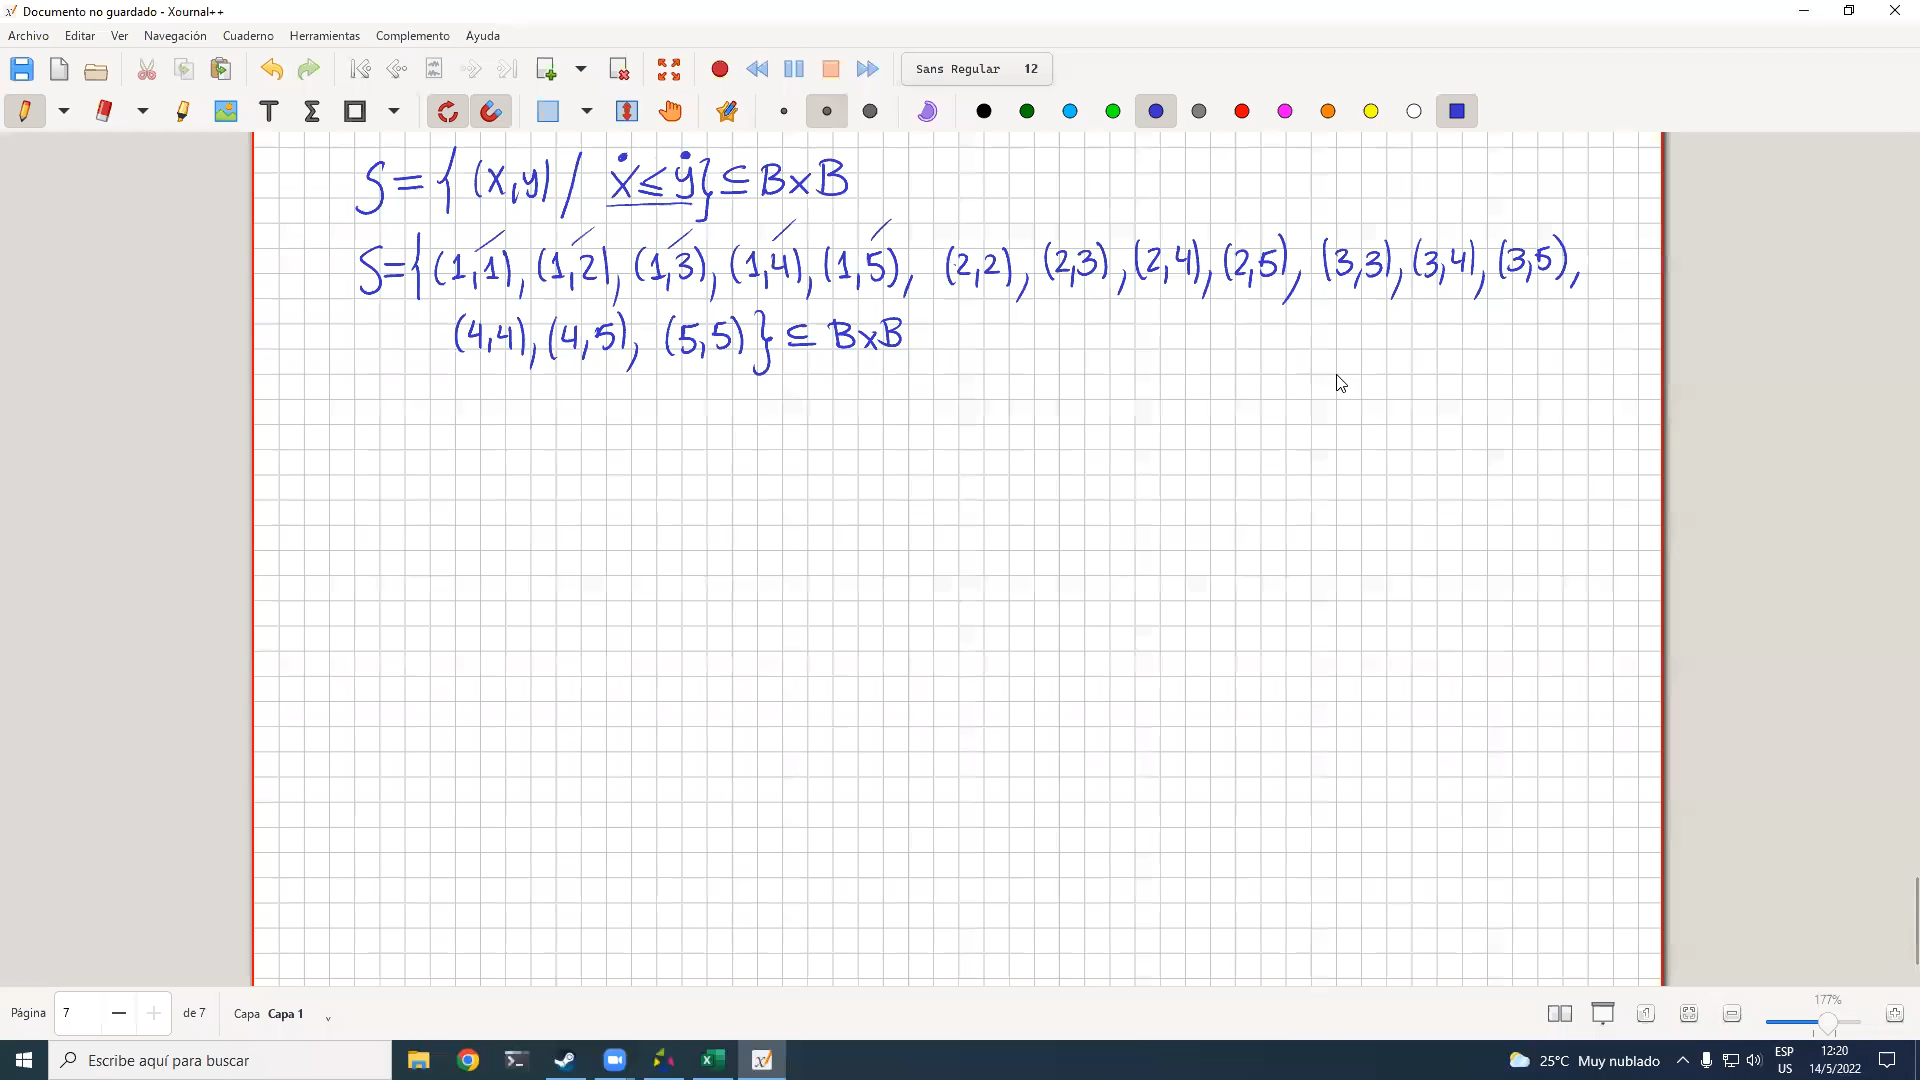 Documento no guardado - Xournal++
Archivo Editar Ver Navegación Cuaderno Herramientas Complemento Ayuda
Sans Regular 12
S={ (x,y) / x≤y} ⊆ B×B
S={(1,1), (1,2), (1,3), (1,4), (1,5), (2,2), (2,3), (2,4), (2,5), (3,3), (3,4), (3,5),
(4,4), (4,5), (5,5)} ⊆ B×B
Página 7 de 7 Capa Capa 1 177%
Escribe aquí para buscar
25°C Muy nublado
ESP
US
12:20
14/5/2022